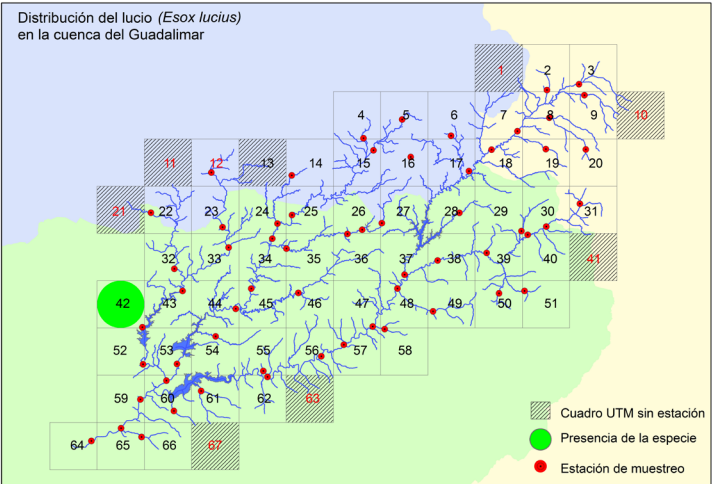 Distribución del lucio (Esox lucius)
en la cuenca del Guadalimar
1 2 3
4 5 6 7 8 9 10
11 12 13 14 15 16 17 18 19 20
21 22 23 24 25 26 27 28 29 30 31
32 33 34 35 36 37 38 39 40 41
42 43 44 45 46 47 48 49 50 51
52 53 54 55 56 57 58
59 60 61 62 63
64 65 66 67
Cuadro UTM sin estación
Presencia de la especie
Estación de muestreo